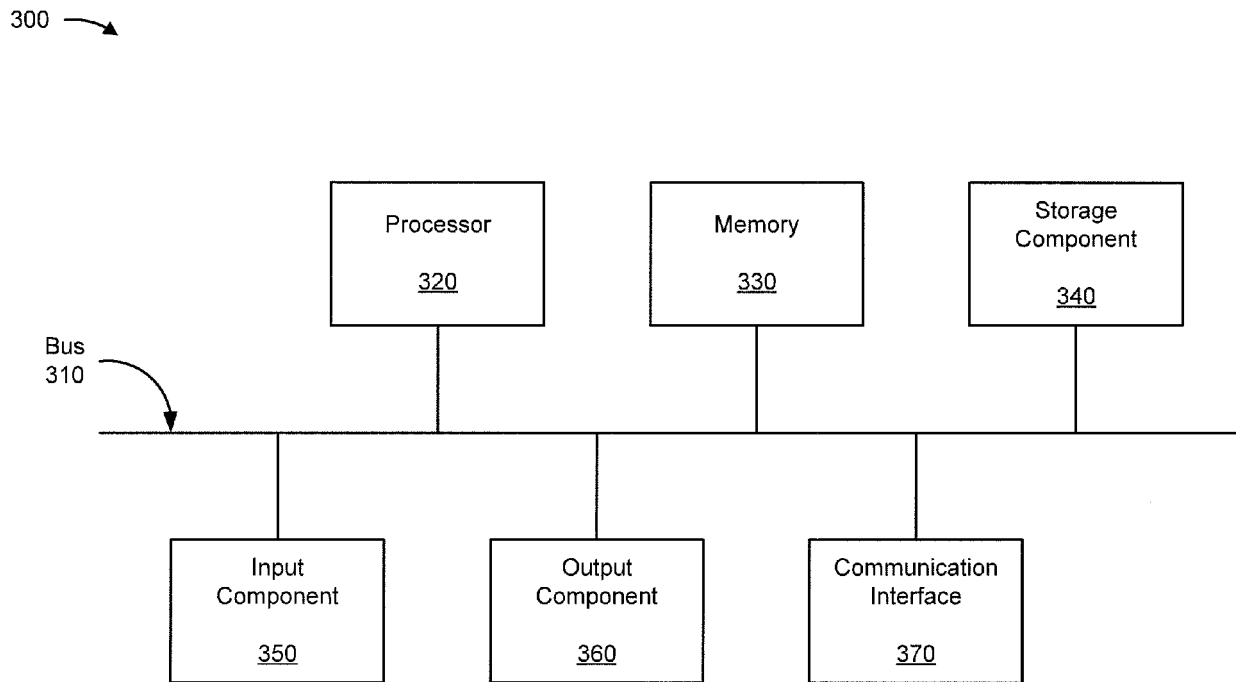 300
Processor
320
Memory
330
Storage
Component
340
Bus
310
Input
Component
350
Output
Component
360
Communication
Interface
370